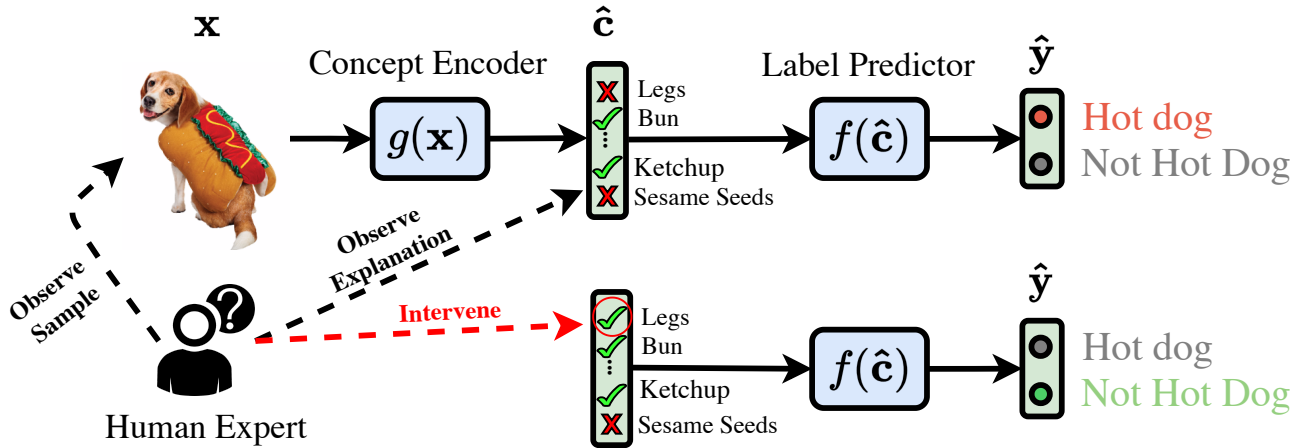 x
Concept Encoder
g(x)
ĉ
Legs
Bun
⋮
Ketchup
Sesame Seeds
Label Predictor
f(ĉ)
ŷ
Hot dog
Not Hot Dog
Observe
Sample
Observe
Explanation
Intervene
?
Human Expert
Legs
Bun
⋮
Ketchup
Sesame Seeds
f(ĉ)
ŷ
Hot dog
Not Hot Dog